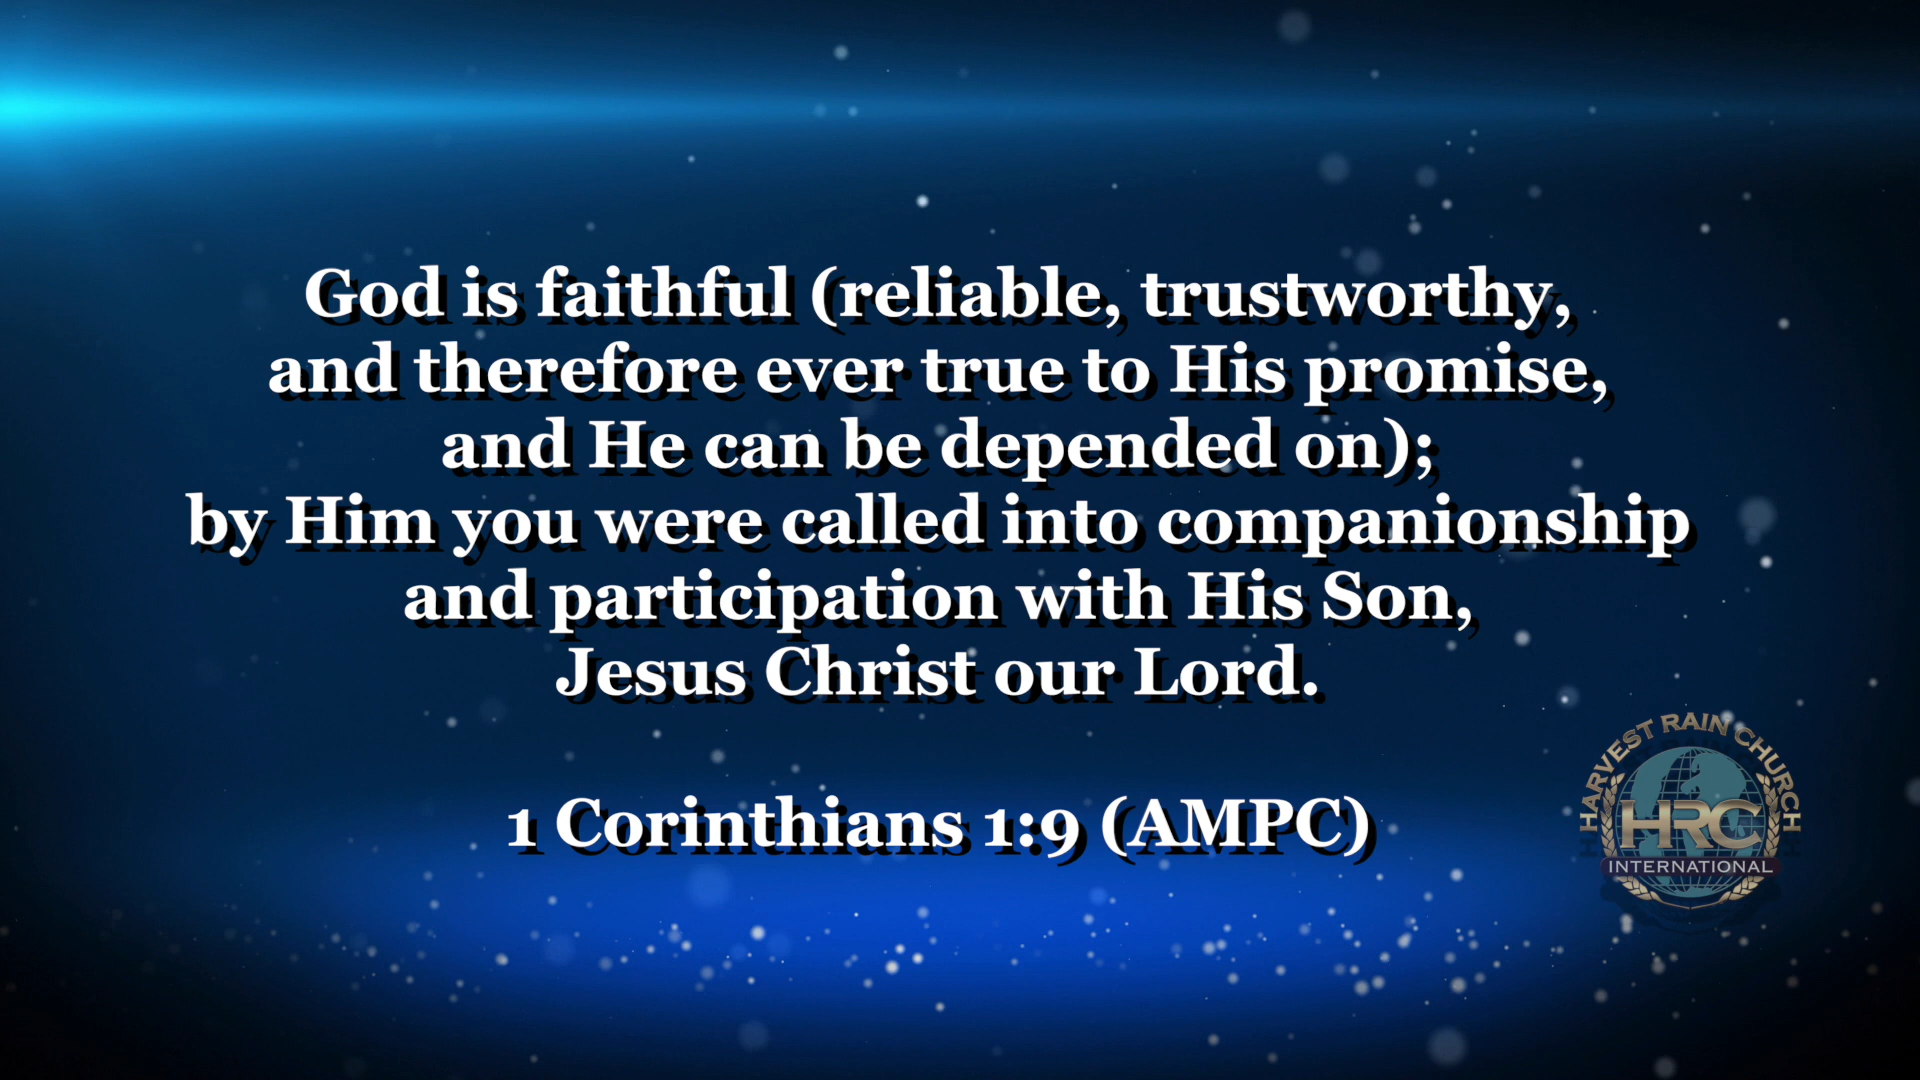 God is faithful (reliable, trustworthy,
and therefore ever true to His promise,
and He can be depended on);
by Him you were called into companionship
and participation with His Son,
Jesus Christ our Lord.
1 Corinthians 1:9 (AMPC)
HARVEST RAIN CHURCH
HRC
INTERNATIONAL